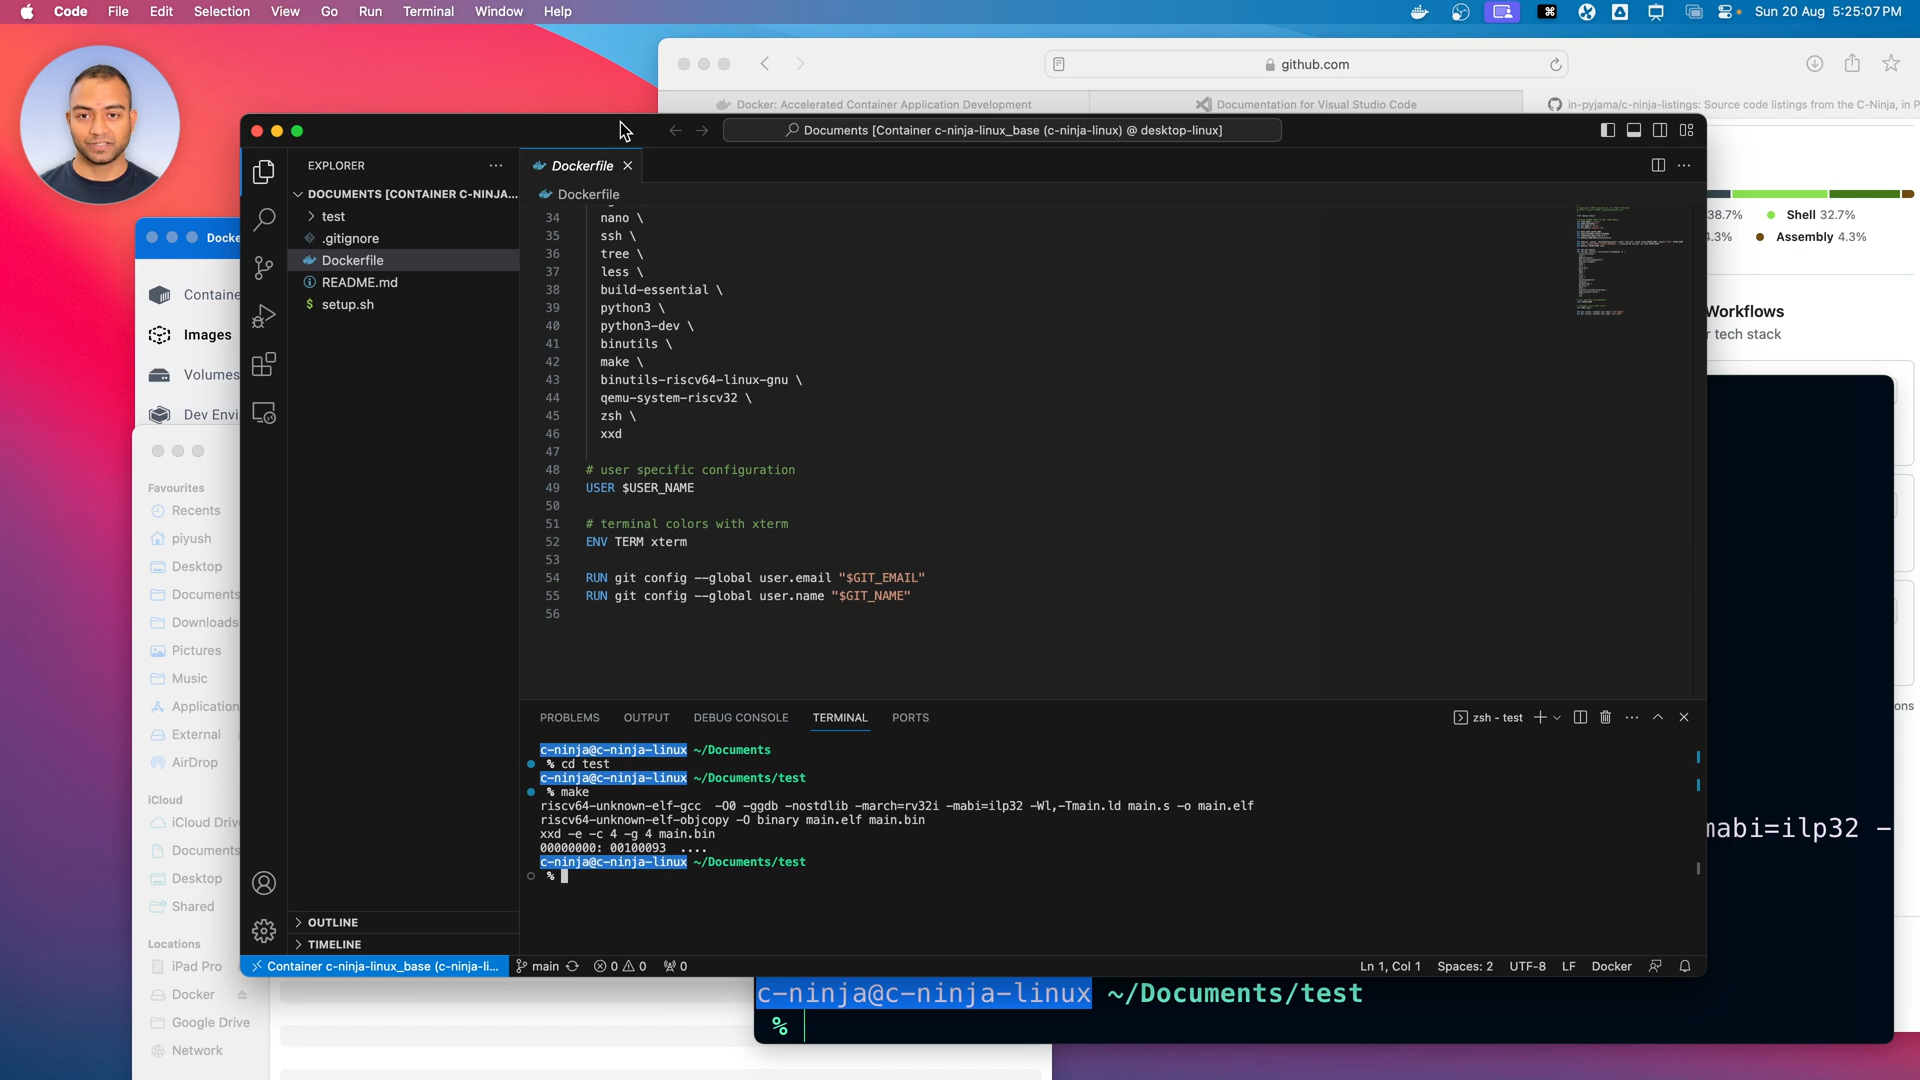 Code File Edit Selection View Go Run Terminal Window Help
Sun 20 Aug 5:25:07 PM
github.com
Docker: Accelerated Container Application Development
Documentation for Visual Studio Code
in-pyjama/c-ninja-listings: Source code listings from the C-Ninja, in P
Documents [Container c-ninja-linux_base (c-ninja-linux) @ desktop-linux]
EXPLORER
DOCUMENTS [CONTAINER C-NINJA...
test
.gitignore
Dockerfile
README.md
setup.sh
OUTLINE
TIMELINE
Dockerfile
Dockerfile
34 nano \
35 ssh \
36 tree \
37 less \
38 build-essential \
39 python3 \
40 python3-dev \
41 binutils \
42 make \
43 binutils-riscv64-linux-gnu \
44 qemu-system-riscv32 \
45 zsh \
46 xxd
47
48 # user specific configuration
49 USER $USER_NAME
50
51 # terminal colors with xterm
52 ENV TERM xterm
53
54 RUN git config --global user.email "$GIT_EMAIL"
55 RUN git config --global user.name "$GIT_NAME"
56
PROBLEMS OUTPUT DEBUG CONSOLE TERMINAL PORTS
zsh - test
c-ninja@c-ninja-linux ~/Documents
% cd test
c-ninja@c-ninja-linux ~/Documents/test
% make
riscv64-unknown-elf-gcc -O0 -ggdb -nostdlib -march=rv32i -mabi=ilp32 -Wl,-Tmain.ld main.s -o main.elf
riscv64-unknown-elf-objcopy -O binary main.elf main.bin
xxd -e -c 4 -g 4 main.bin
00000000: 00100093 ....
c-ninja@c-ninja-linux ~/Documents/test
%
Container c-ninja-linux_base (c-ninja-li...
main
0 0
0
Ln 1, Col 1 Spaces: 2 UTF-8 LF Docker
Docke
Containe
Images
Volumes
Dev Envi
Favourites
Recents
piyush
Desktop
Documents
Downloads
Pictures
Music
Application
External
AirDrop
iCloud
iCloud Driv
Documents
Desktop
Shared
Locations
iPad Pro
Docker
Google Drive
Network
38.7% Shell 32.7%
4.3% Assembly 4.3%
Workflows
r tech stack
ons
mabi=ilp32 -
c-ninja@c-ninja-linux ~/Documents/test
%